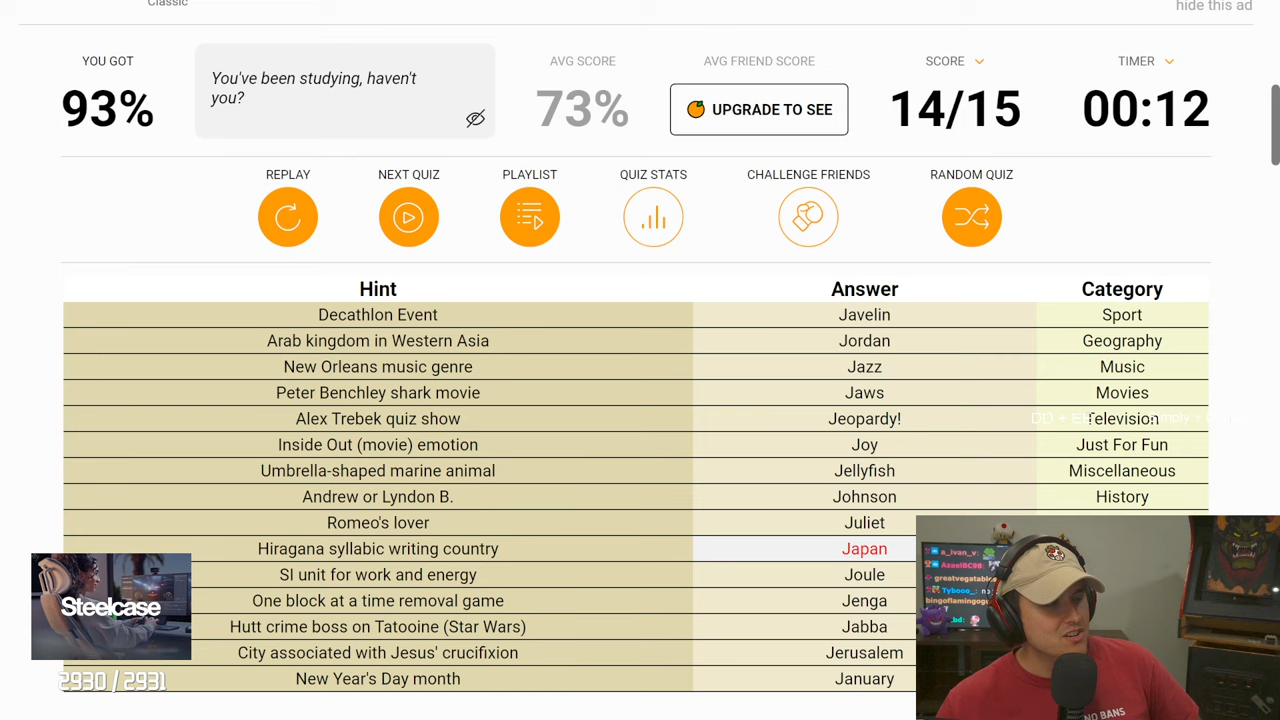 Classic
hide this ad
YOU GOT
93%
You've been studying, haven't
you?
AVG SCORE
73%
AVG FRIEND SCORE
UPGRADE TO SEE
SCORE
14/15
TIMER
00:12
REPLAY
NEXT QUIZ
PLAYLIST
QUIZ STATS
CHALLENGE FRIENDS
RANDOM QUIZ
Hint Answer Category
Decathlon Event Javelin Sport
Arab kingdom in Western Asia Jordan Geography
New Orleans music genre Jazz Music
Peter Benchley shark movie Jaws Movies
Alex Trebek quiz show Jeopardy! Television
Inside Out (movie) emotion Joy Just For Fun
Umbrella-shaped marine animal Jellyfish Miscellaneous
Andrew or Lyndon B. Johnson History
Romeo's lover Juliet
Hiragana syllabic writing country Japan
SI unit for work and energy Joule
One block at a time removal game Jenga
Hutt crime boss on Tatooine (Star Wars) Jabba
City associated with Jesus' crucifixion Jerusalem
New Year's Day month January
Steelcase
2930 / 2931
a_ivan_v:
AzaelBC98:
greatvegatable
Tybooo_: no
bingoflamingog
.bd:
NO BANS